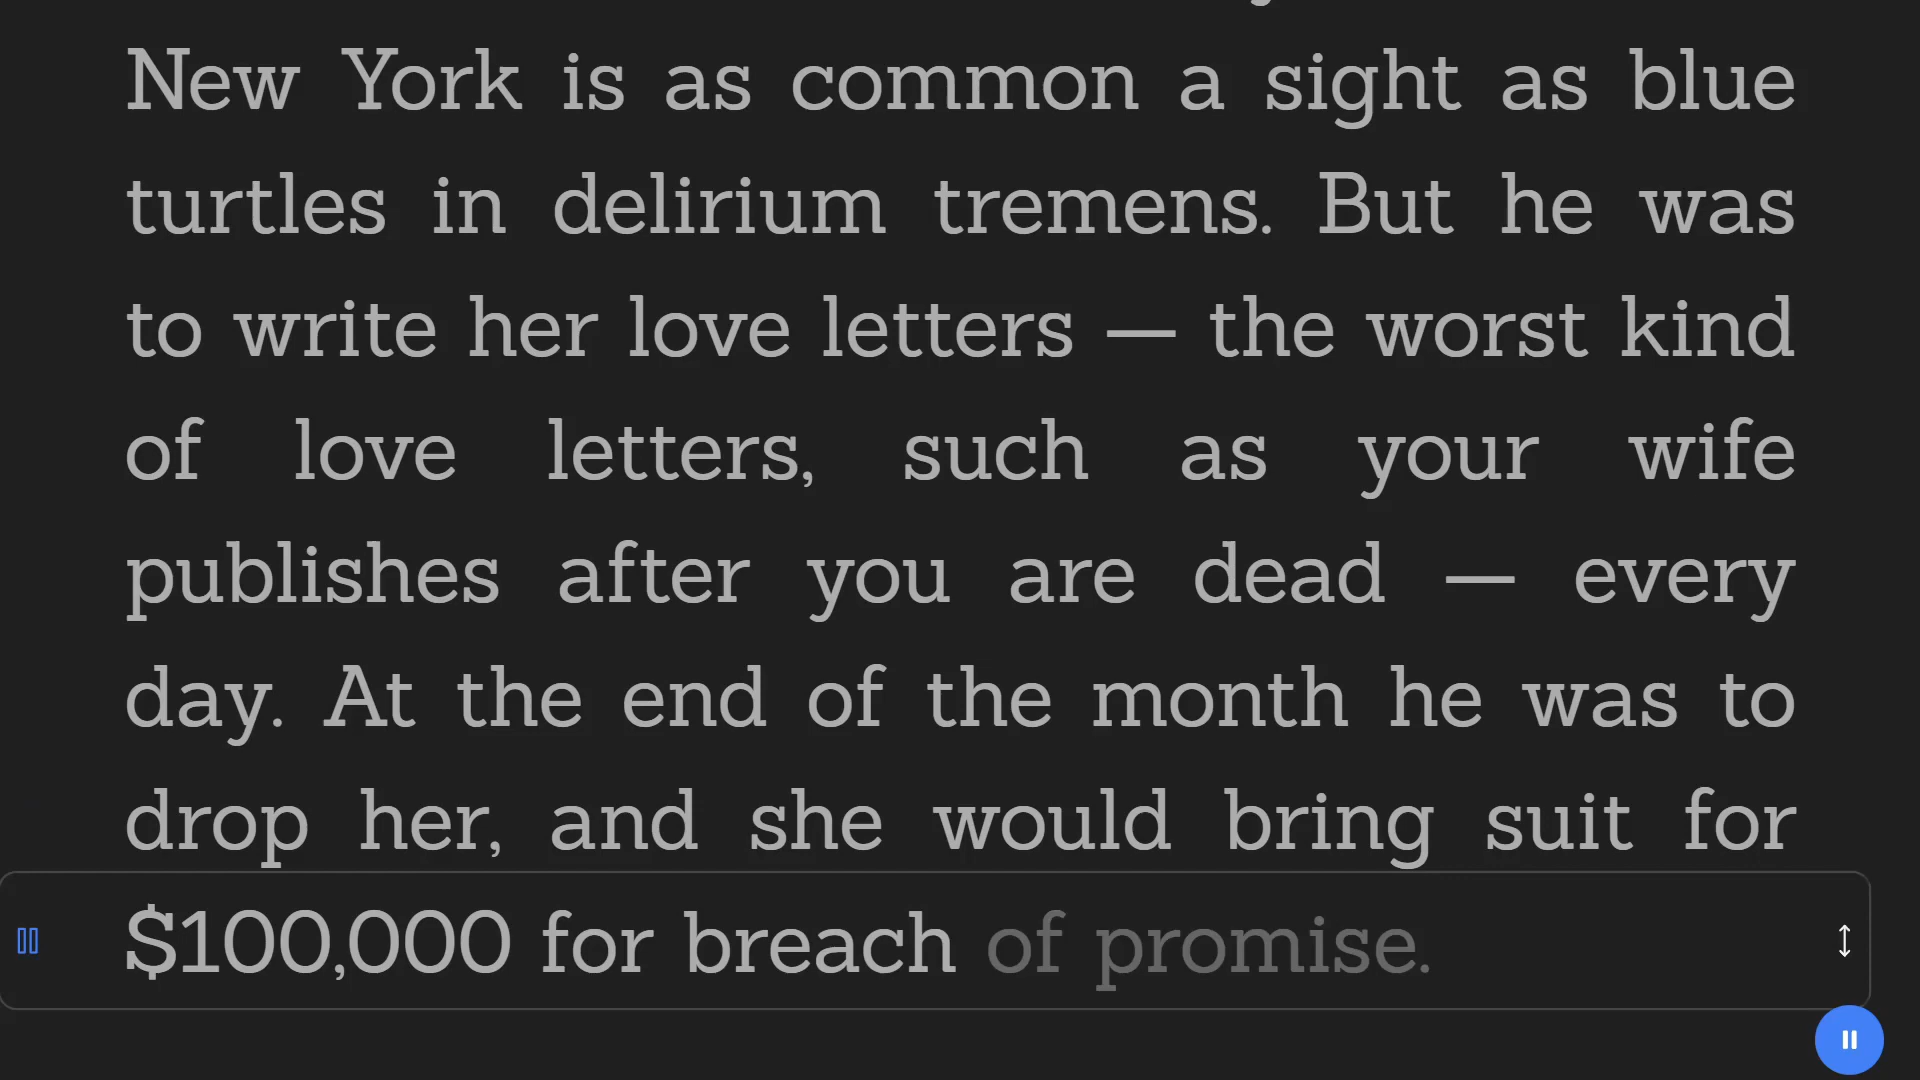 New York is as common a sight as blue
turtles in delirium tremens. But he was
to write her love letters — the worst kind
of love letters, such as your wife
publishes after you are dead — every
day. At the end of the month he was to
drop her, and she would bring suit for
$100,000 for breach of promise.